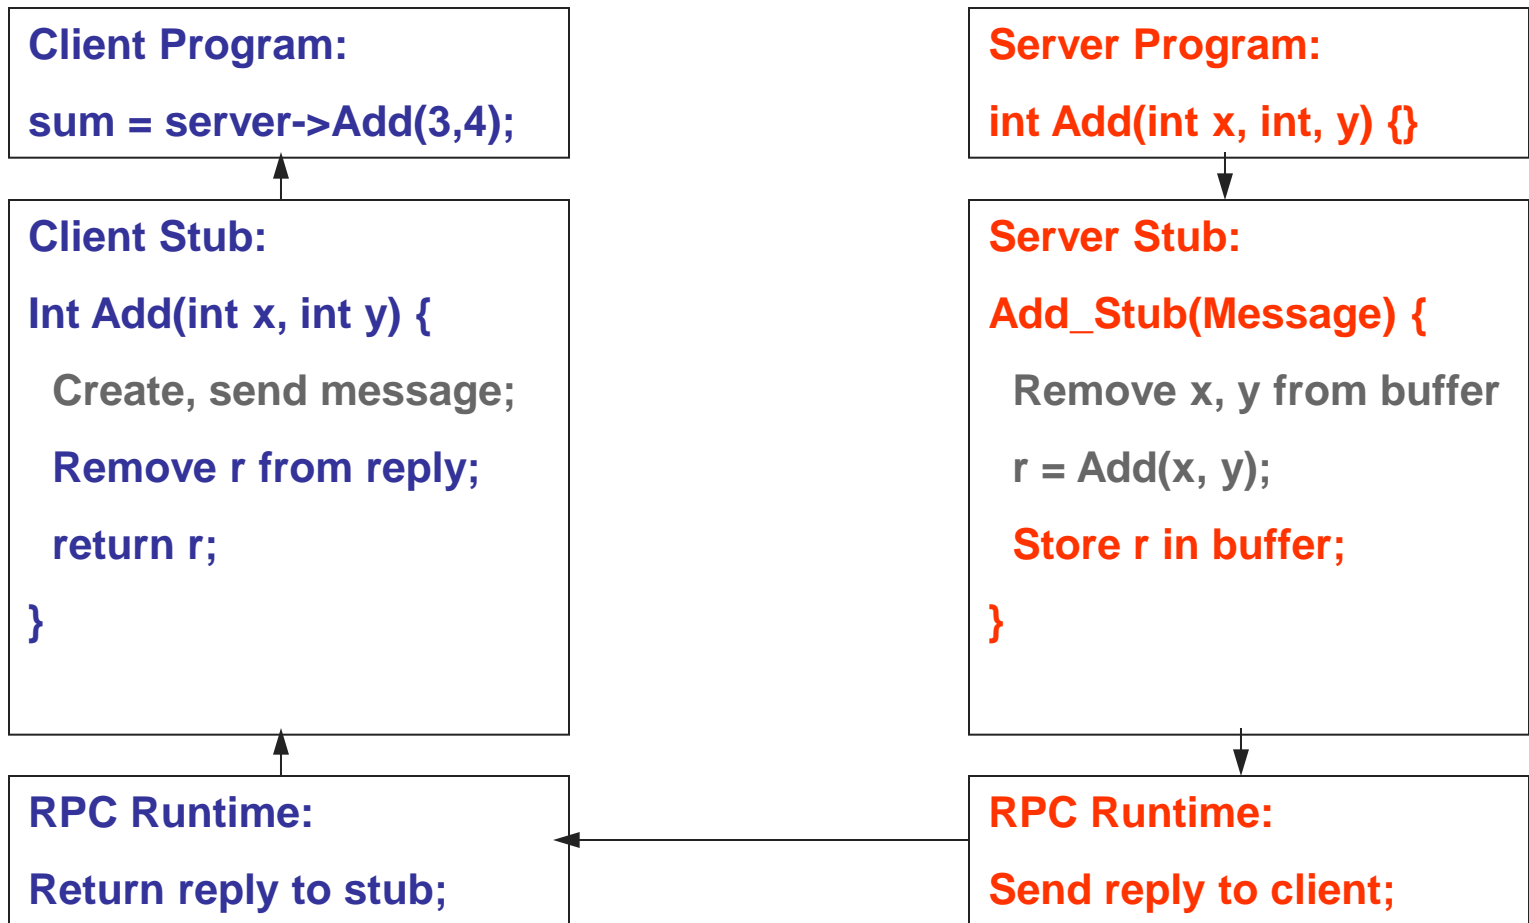 Client Program:
sum = server->Add(3,4);
Client Stub:
Int Add(int x, int y) {
Create, send message;
Remove r from reply;
return r;
}
RPC Runtime:
Return reply to stub;
Server Program:
int Add(int x, int, y) {}
Server Stub:
Add_Stub(Message) {
Remove x, y from buffer
r = Add(x, y);
Store r in buffer;
}
RPC Runtime:
Send reply to client;